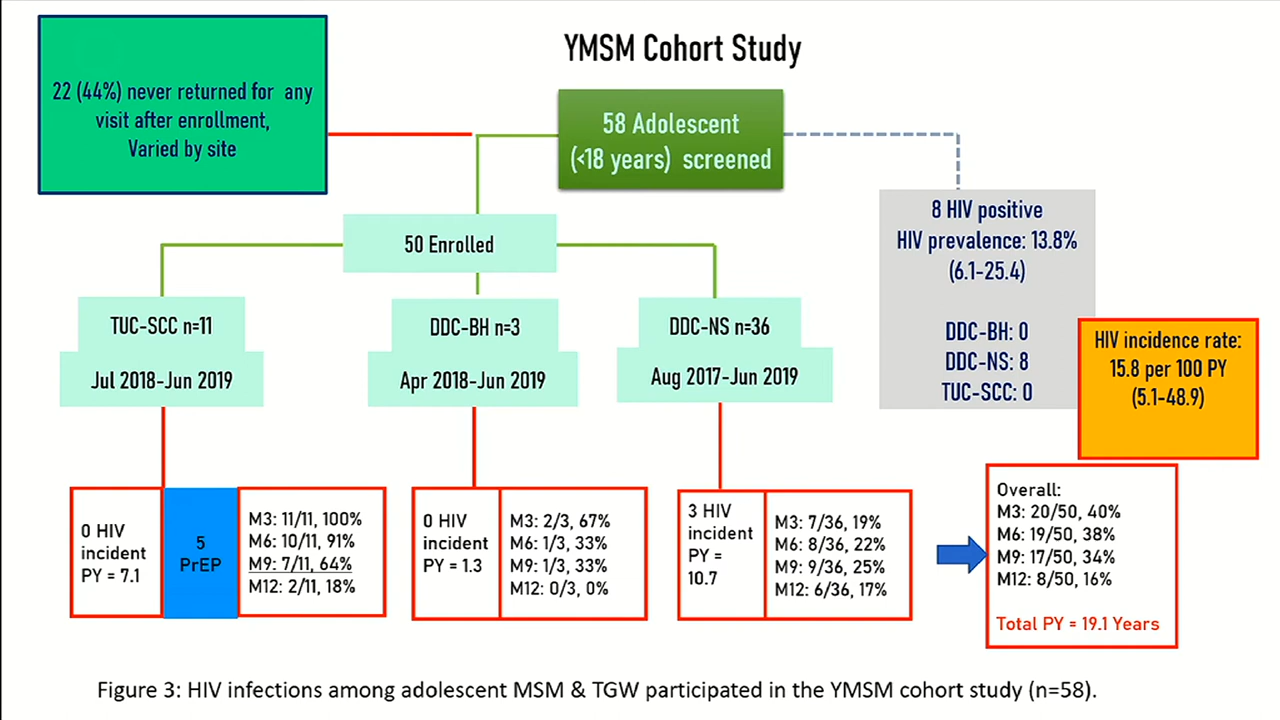 YMSM Cohort Study
22 (44%) never returned for any
visit after enrollment,
Varied by site
58 Adolescent
(<18 years) screened
8 HIV positive
HIV prevalence: 13.8%
(6.1-25.4)
DDC-BH: 0
DDC-NS: 8
TUC-SCC: 0
HIV incidence rate:
15.8 per 100 PY
(5.1-48.9)
50 Enrolled
TUC-SCC n=11
Jul 2018-Jun 2019
DDC-BH n=3
Apr 2018-Jun 2019
DDC-NS n=36
Aug 2017-Jun 2019
0 HIV
incident
PY = 7.1
5
PrEP
M3: 11/11, 100%
M6: 10/11, 91%
M9: 7/11, 64%
M12: 2/11, 18%
0 HIV
incident
PY = 1.3
M3: 2/3, 67%
M6: 1/3, 33%
M9: 1/3, 33%
M12: 0/3, 0%
3 HIV
incident
PY =
10.7
M3: 7/36, 19%
M6: 8/36, 22%
M9: 9/36, 25%
M12: 6/36, 17%
Overall:
M3: 20/50, 40%
M6: 19/50, 38%
M9: 17/50, 34%
M12: 8/50, 16%
Total PY = 19.1 Years
Figure 3: HIV infections among adolescent MSM & TGW participated in the YMSM cohort study (n=58).